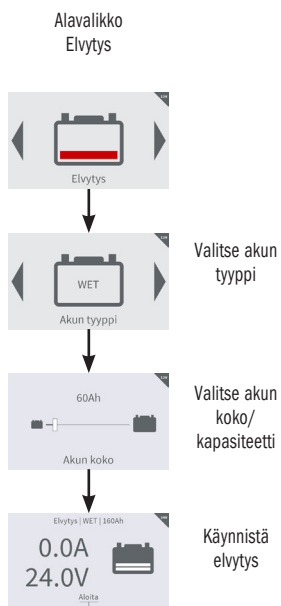 Alavalikko
Elvytys
Elvytys
WET
Akun tyyppi
Valitse akun
tyyppi
60Ah
Akun koko
Valitse akun
koko/
kapasiteetti
Elvytys | WET | 160Ah
0.0A
24.0V
Aloita
Käynnistä
elvytys